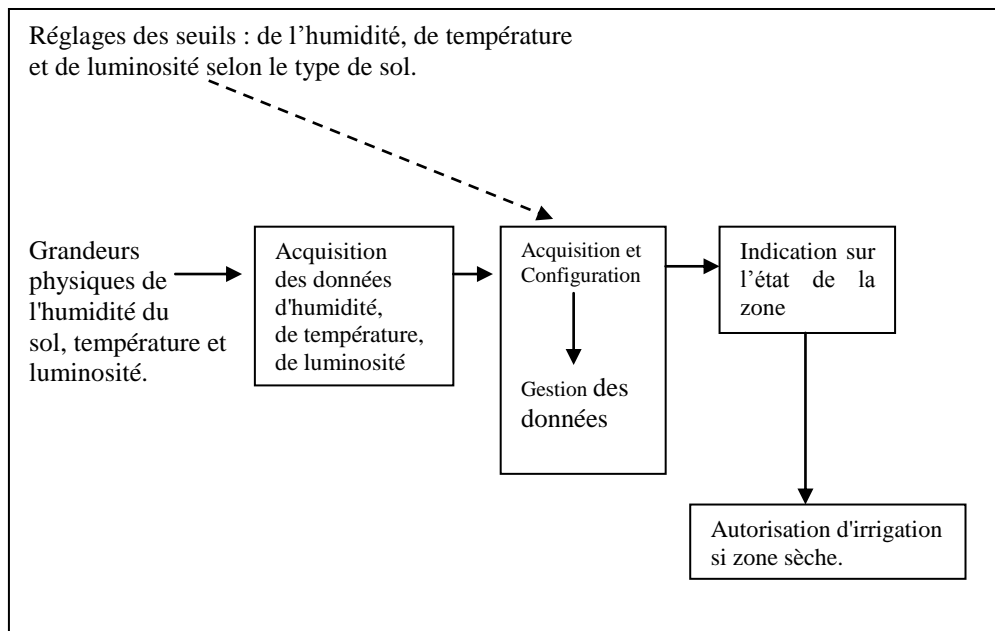 Réglages des seuils : de l’humidité, de température
et de luminosité selon le type de sol.
Grandeurs
physiques de
l'humidité du
sol, température et
luminosité.
Acquisition
des données
d'humidité,
de température,
de luminosité
Acquisition et
Configuration
Gestion des
données
Indication sur
l’état de la
zone
Autorisation d'irrigation
si zone sèche.